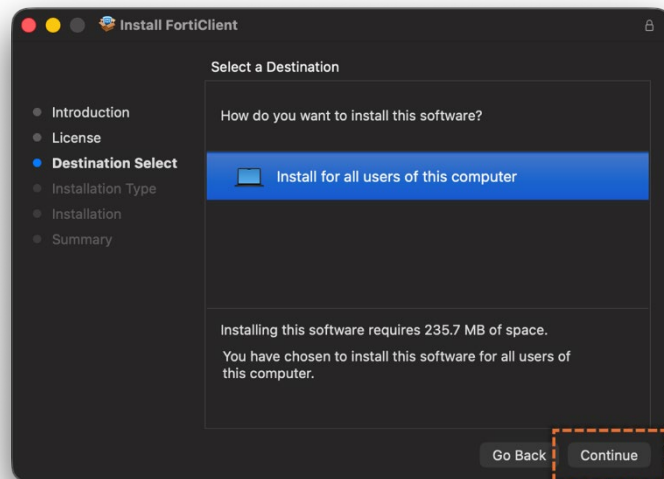 Install FortiClient
Select a Destination
Introduction
License
Destination Select
Installation Type
Installation
Summary
How do you want to install this software?
Install for all users of this computer
Installing this software requires 235.7 MB of space.
You have chosen to install this software for all users of
this computer.
Go Back
Continue